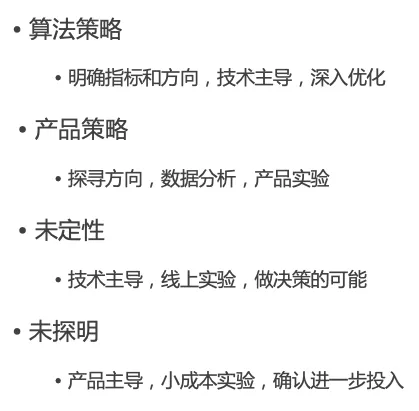 • 算法策略
• 明确指标和方向，技术主导，深入优化
• 产品策略
• 探寻方向，数据分析，产品实验
• 未定性
• 技术主导，线上实验，做决策的可能
• 未探明
• 产品主导，小成本实验，确认进一步投入